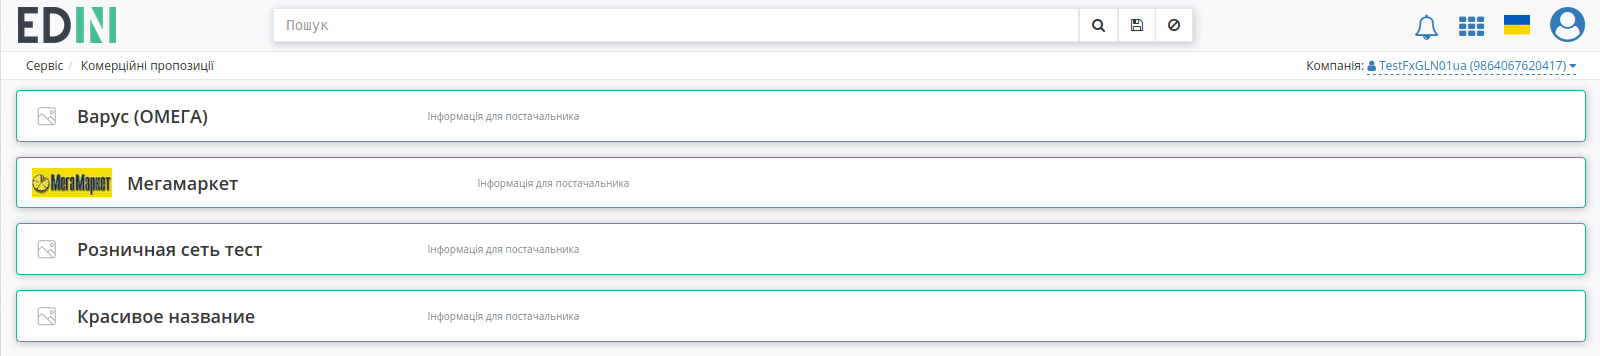 EDIN
Пошук
Сервіс / Комерційні пропозиції
Компанія: TestFxGLN01ua (9864067620417)
Варус (ОМЕГА) Інформація для постачальника
МегаМаркет Мегамаркет Інформація для постачальника
Розничная сеть тест Інформація для постачальника
Красивое название Інформація для постачальника